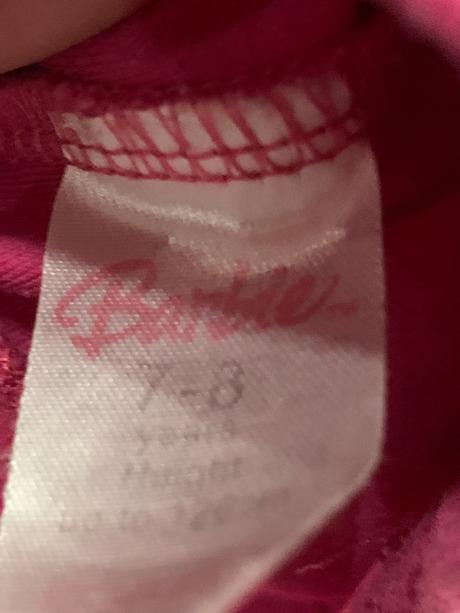 Barbie
7-8
years
Height
up to